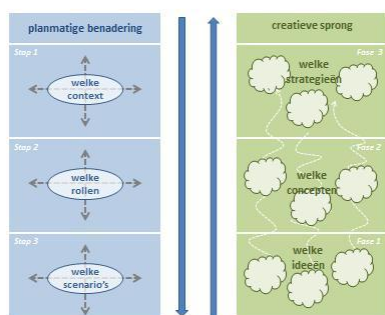 planmatige benadering
Stap 1
welke
context
Stap 2
welke
rollen
Stap 3
welke
scenario's
creatieve sprong
Fase 3
welke
strategieën
Fase 2
welke
concepten
Fase 1
welke
ideeën